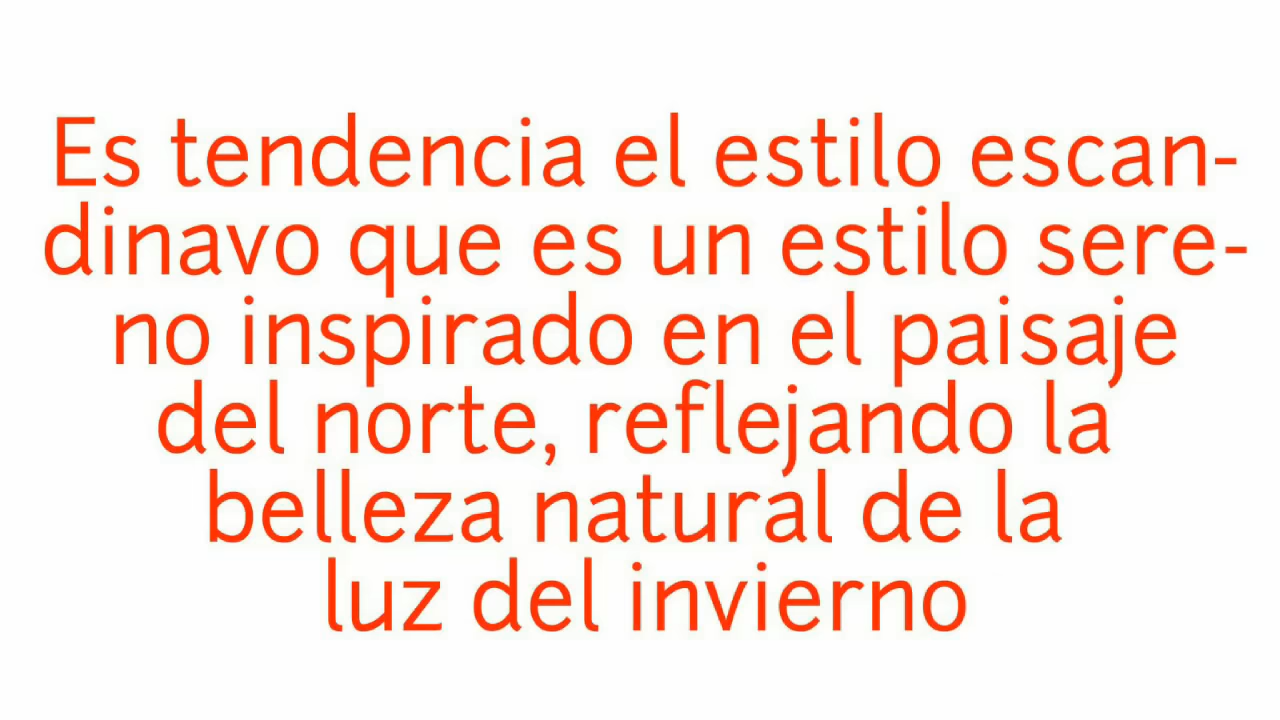 Es tendencia el estilo escan-
dinavo que es un estilo sere-
no inspirado en el paisaje
del norte, reflejando la
belleza natural de la
luz del invierno